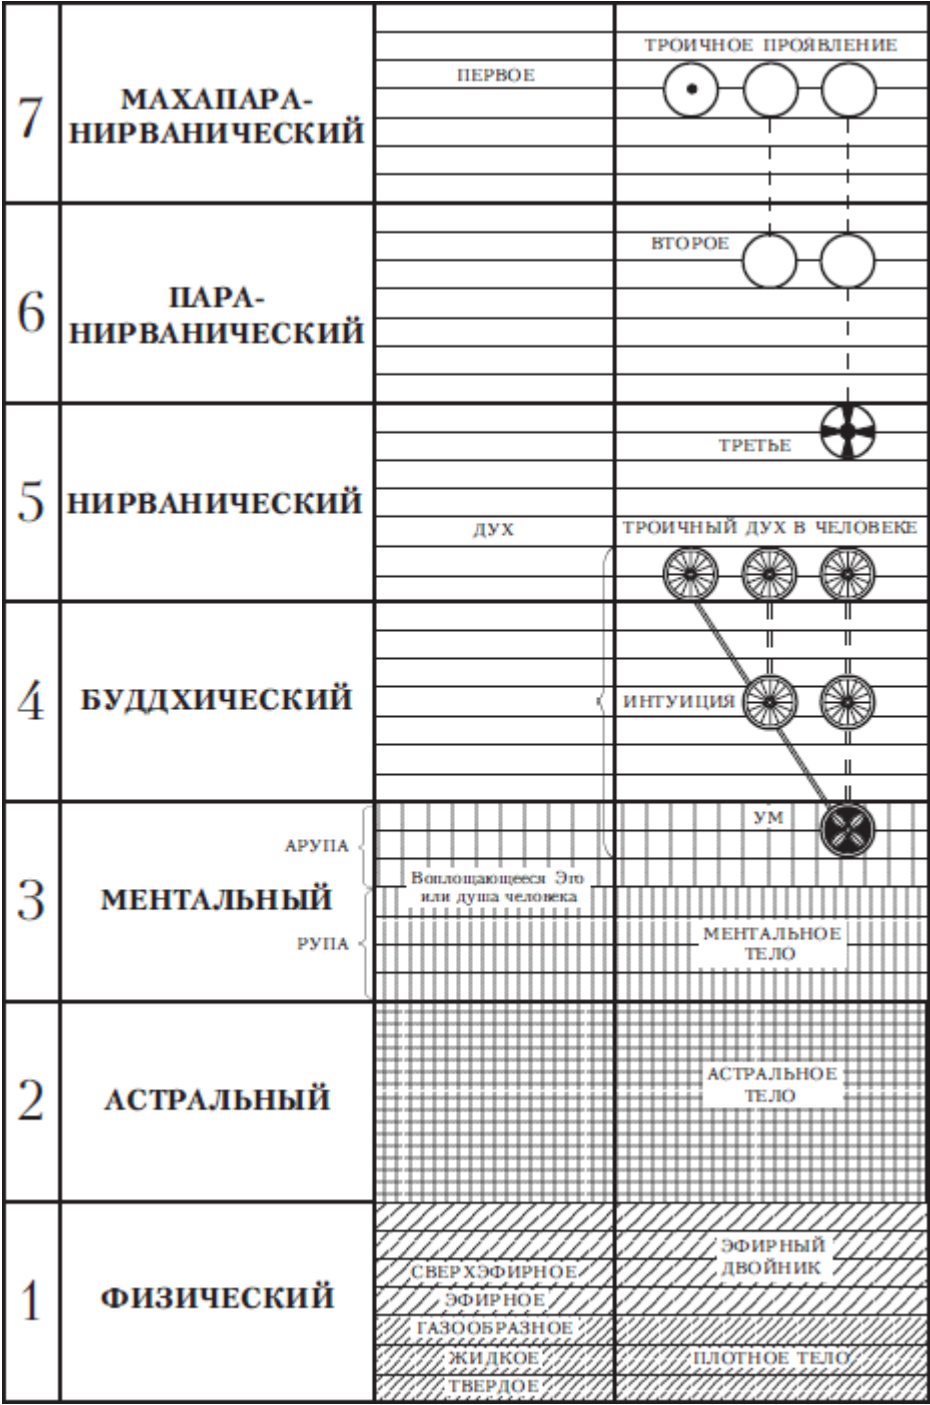 7
МАХАПАРА-
НИРВАНИЧЕСКИЙ
ПЕРВОЕ
ТРОИЧНОЕ ПРОЯВЛЕНИЕ
6
ПАРА-
НИРВАНИЧЕСКИЙ
ВТОРОЕ
5
НИРВАНИЧЕСКИЙ
ТРЕТЬЕ
ДУХ
ТРОИЧНЫЙ ДУХ В ЧЕЛОВЕКЕ
4
БУДДХИЧЕСКИЙ
ИНТУИЦИЯ
3
МЕНТАЛЬНЫЙ
АРУПА
РУПА
УМ
Воплощающееся Эго
или душа человека
МЕНТАЛЬНОЕ
ТЕЛО
2
АСТРАЛЬНЫЙ
АСТРАЛЬНОЕ
ТЕЛО
1
ФИЗИЧЕСКИЙ
ЭФИРНЫЙ
ДВОЙНИК
СВЕРХЭФИРНОЕ
ЭФИРНОЕ
ГАЗООБРАЗНОЕ
ЖИДКОЕ
ПЛОТНОЕ ТЕЛО
ТВЕРДОЕ